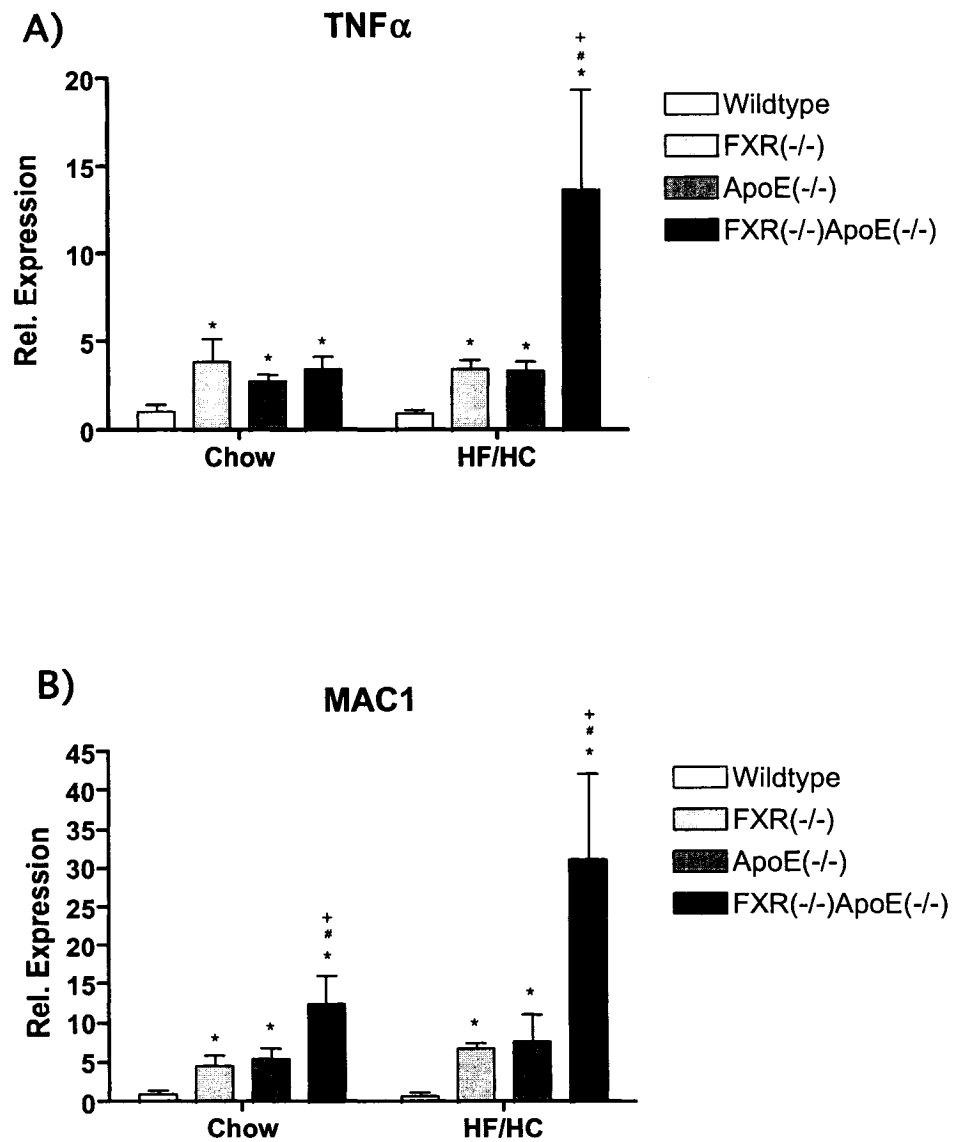 A)
TNFα
+
#
*
20
15
10
5
0
Rel. Expression
* * * * *
Chow HF/HC
Wildtype
FXR(-/-)
ApoE(-/-)
FXR(-/-)ApoE(-/-)
B)
MAC1
+
#
*
45
40
35
30
25
20
15
10
5
0
Rel. Expression
+
#
*
* * * *
Chow HF/HC
Wildtype
FXR(-/-)
ApoE(-/-)
FXR(-/-)ApoE(-/-)